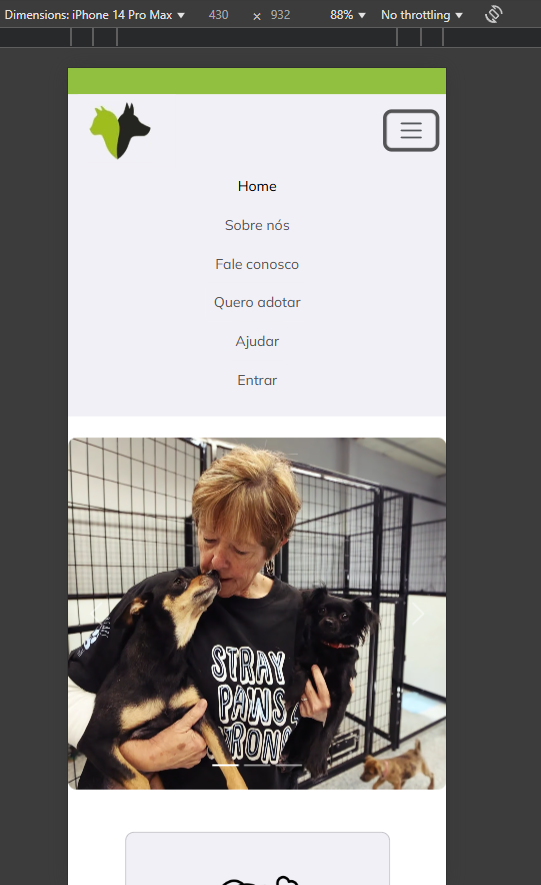 Dimensions: iPhone 14 Pro Max 430 × 932 88% No throttling
Home
Sobre nós
Fale conosco
Quero adotar
Ajudar
Entrar
STRAY
PAWS
TRONG